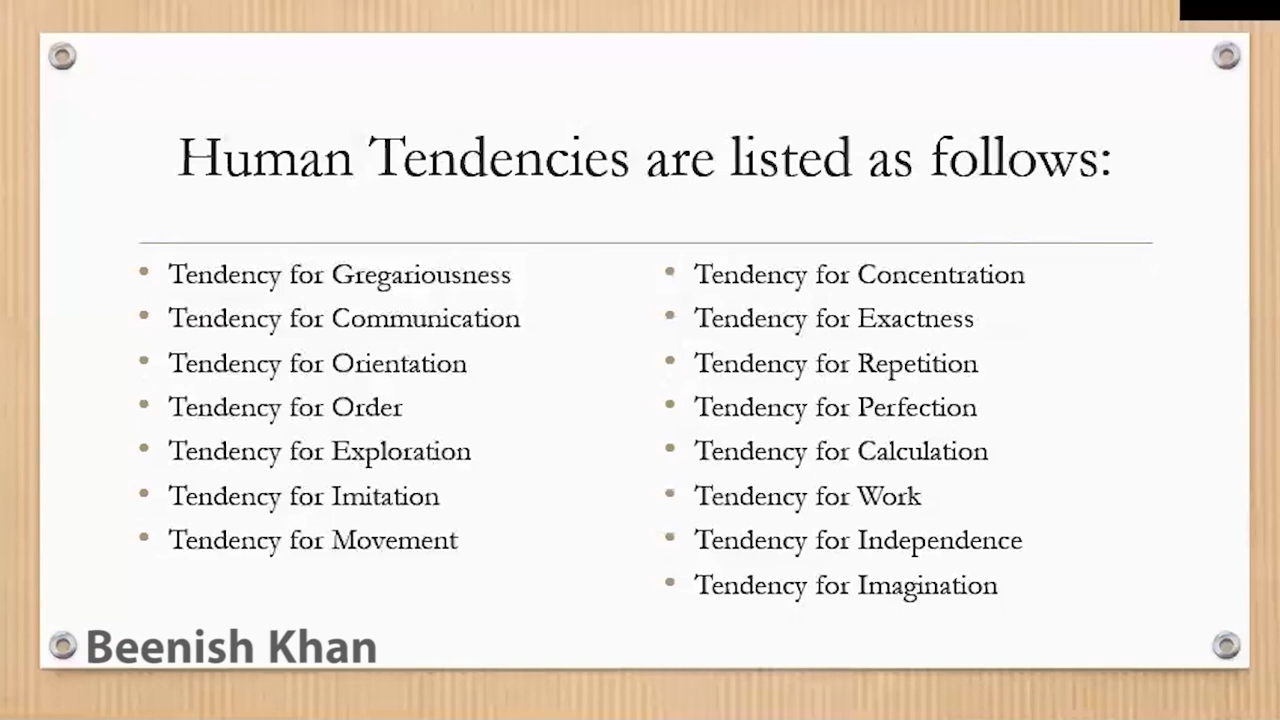 Human Tendencies are listed as follows:
• Tendency for Gregariousness
• Tendency for Communication
• Tendency for Orientation
• Tendency for Order
• Tendency for Exploration
• Tendency for Imitation
• Tendency for Movement
• Tendency for Concentration
• Tendency for Exactness
• Tendency for Repetition
• Tendency for Perfection
• Tendency for Calculation
• Tendency for Work
• Tendency for Independence
• Tendency for Imagination
Beenish Khan